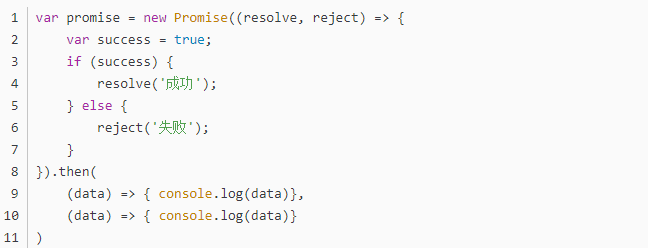 1 var promise = new Promise((resolve, reject) => {
2     var success = true;
3     if (success) {
4         resolve('成功');
5     } else {
6         reject('失败');
7     }
8 }).then(
9     (data) => { console.log(data)},
10     (data) => { console.log(data)}
11 )